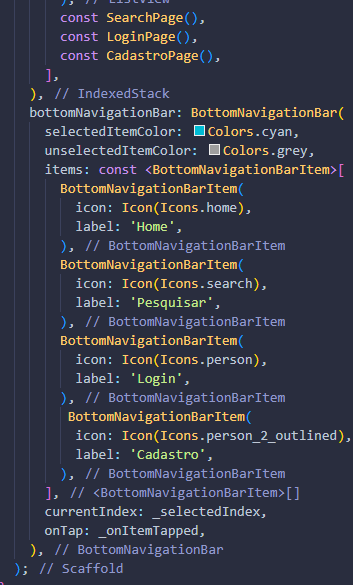 ), // ListView
const SearchPage(),
const LoginPage(),
const CadastroPage(),
],
), // IndexedStack
bottomNavigationBar: BottomNavigationBar(
selectedItemColor: Colors.cyan,
unselectedItemColor: Colors.grey,
items: const <BottomNavigationBarItem>[
BottomNavigationBarItem(
icon: Icon(Icons.home),
label: 'Home',
), // BottomNavigationBarItem
BottomNavigationBarItem(
icon: Icon(Icons.search),
label: 'Pesquisar',
), // BottomNavigationBarItem
BottomNavigationBarItem(
icon: Icon(Icons.person),
label: 'Login',
), // BottomNavigationBarItem
BottomNavigationBarItem(
icon: Icon(Icons.person_2_outlined),
label: 'Cadastro',
), // BottomNavigationBarItem
], // <BottomNavigationBarItem>[]
currentIndex: _selectedIndex,
onTap: _onItemTapped,
), // BottomNavigationBar
); // Scaffold